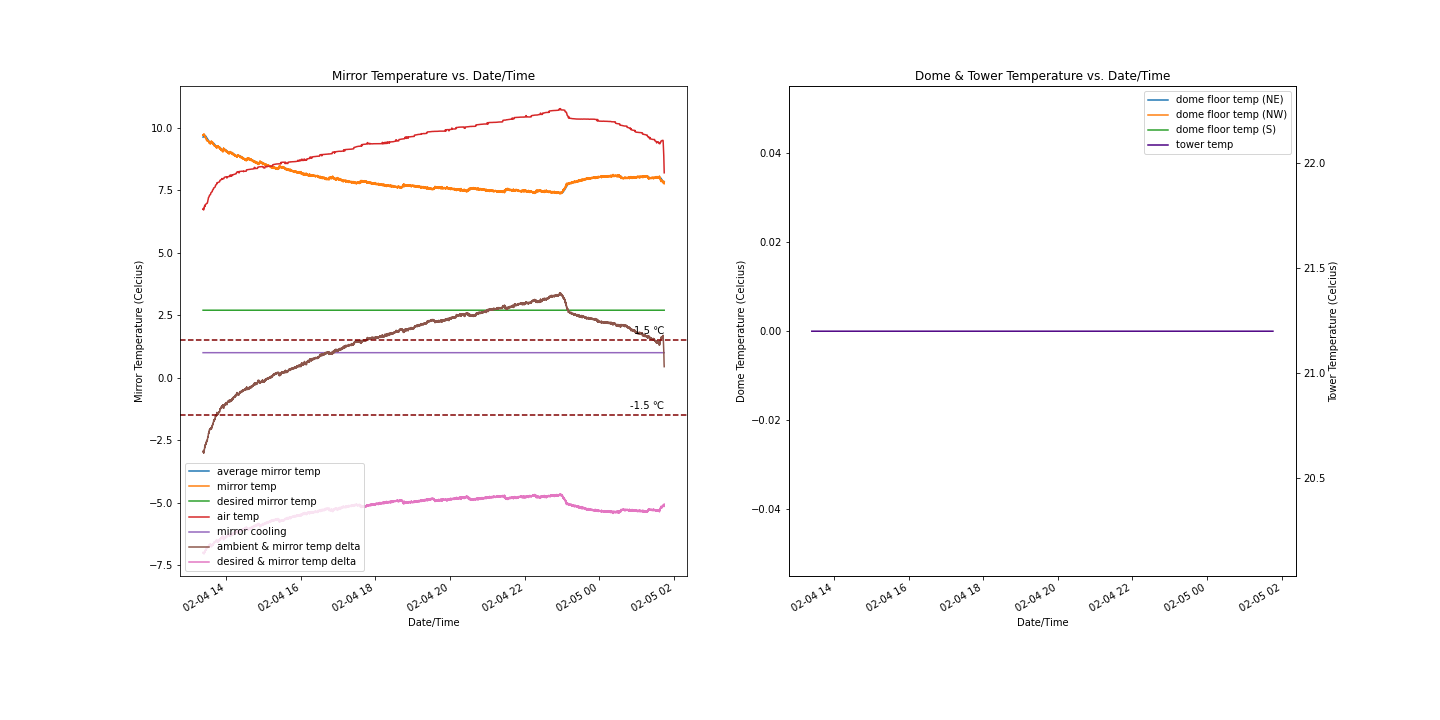 Mirror Temperature vs. Date/Time
Mirror Temperature (Celcius)
10.0
7.5
5.0
2.5
0.0
−2.5
−5.0
−7.5
1.5 °C
-1.5 °C
average mirror temp
mirror temp
desired mirror temp
air temp
mirror cooling
ambient & mirror temp delta
desired & mirror temp delta
02-04 14
02-04 16
02-04 18
02-04 20
02-04 22
02-05 00
02-05 02
Date/Time
Dome & Tower Temperature vs. Date/Time
Dome Temperature (Celcius)
0.04
0.02
0.00
−0.02
−0.04
dome floor temp (NE)
dome floor temp (NW)
dome floor temp (S)
tower temp
22.0
21.5
21.0
20.5
Tower Temperature (Celcius)
02-04 14
02-04 16
02-04 18
02-04 20
02-04 22
02-05 00
02-05 02
Date/Time